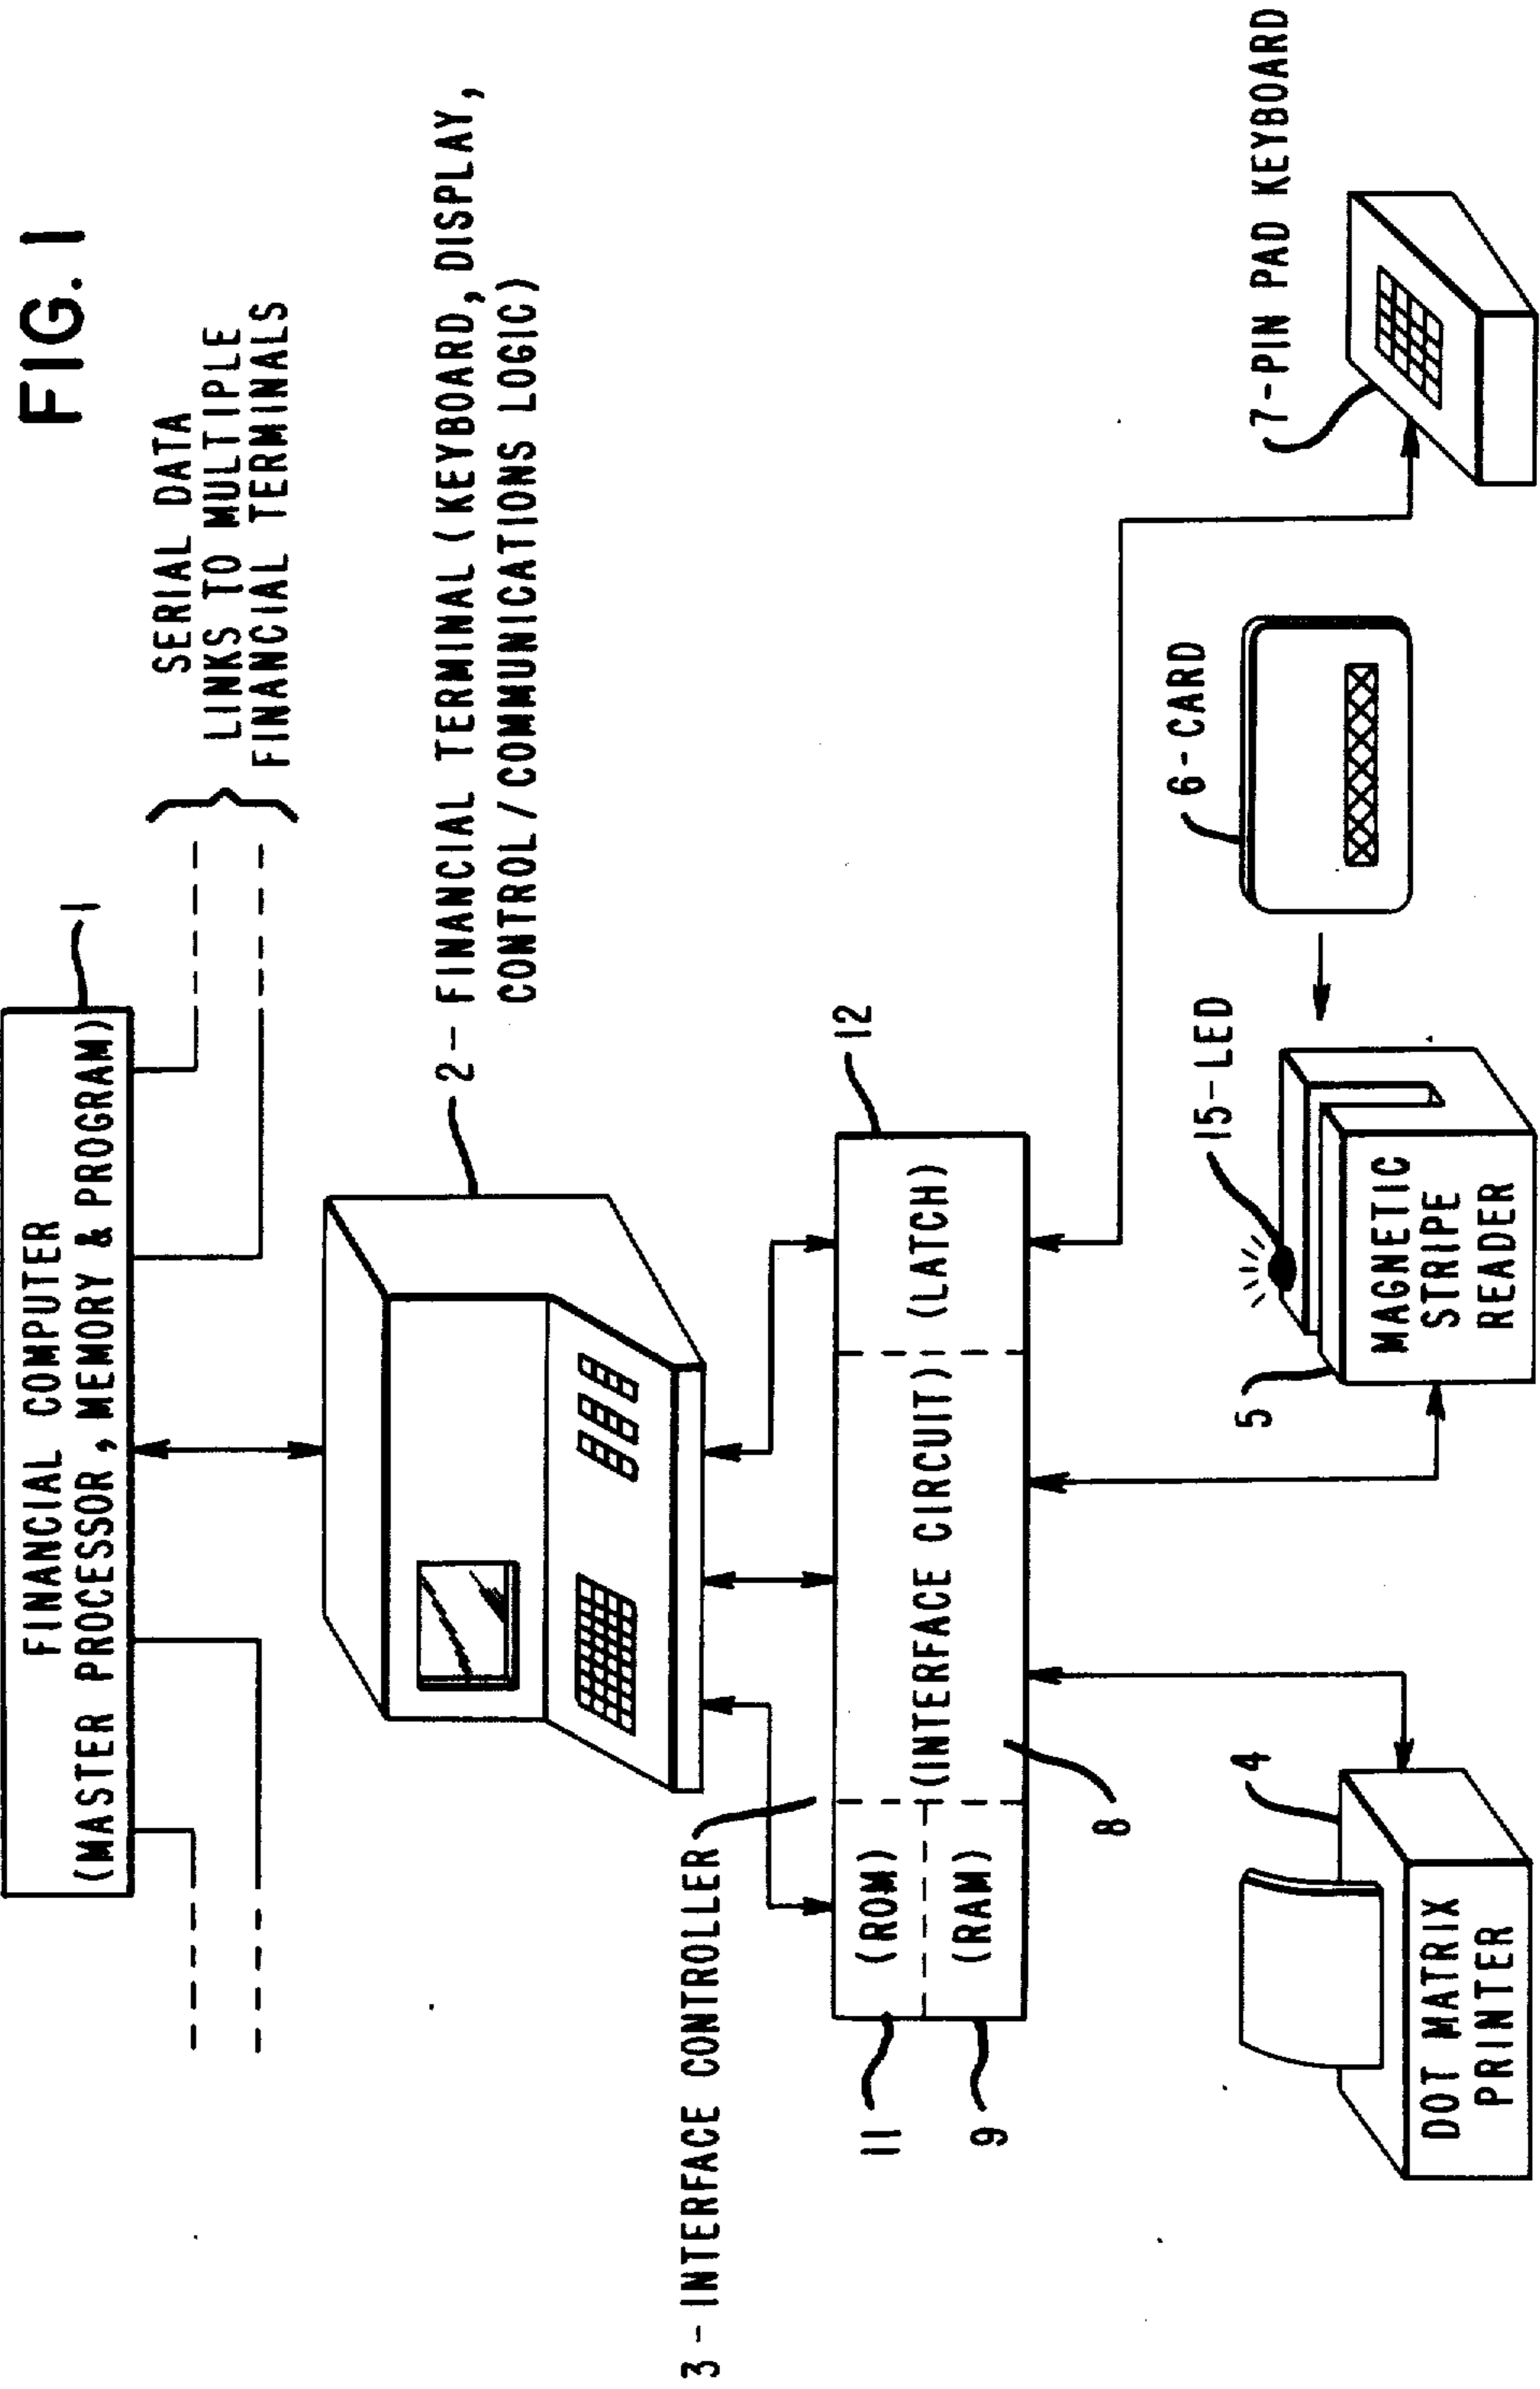 FIG. 1
FINANCIAL COMPUTER
(MASTER PROCESSOR, MEMORY & PROGRAM)
1
SERIAL DATA
LINKS TO MULTIPLE
FINANCIAL TERMINALS
2 - FINANCIAL TERMINAL (KEYBOARD, DISPLAY,
CONTROL/COMMUNICATIONS LOGIC)
3 - INTERFACE CONTROLLER
12
11
(ROM)
(INTERFACE CIRCUIT)
(LATCH)
(RAM)
9
8
4
DOT MATRIX
PRINTER
5
15-LED
MAGNETIC
STRIPE
READER
6-CARD
7-PIN PAD KEYBOARD